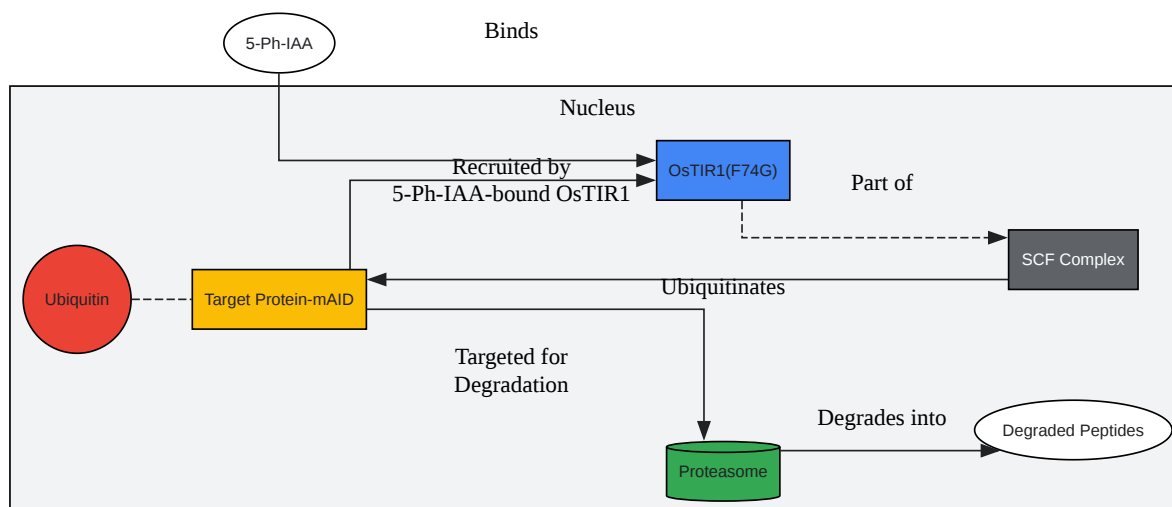 Binds
5-Ph-IAA
Nucleus
OsTIR1(F74G)
Recruited by
5-Ph-IAA-bound OsTIR1
Part of
SCF Complex
Ubiquitin
Target Protein-mAID
Ubiquitinates
Targeted for
Degradation
Degrades into
Degraded Peptides
Proteasome